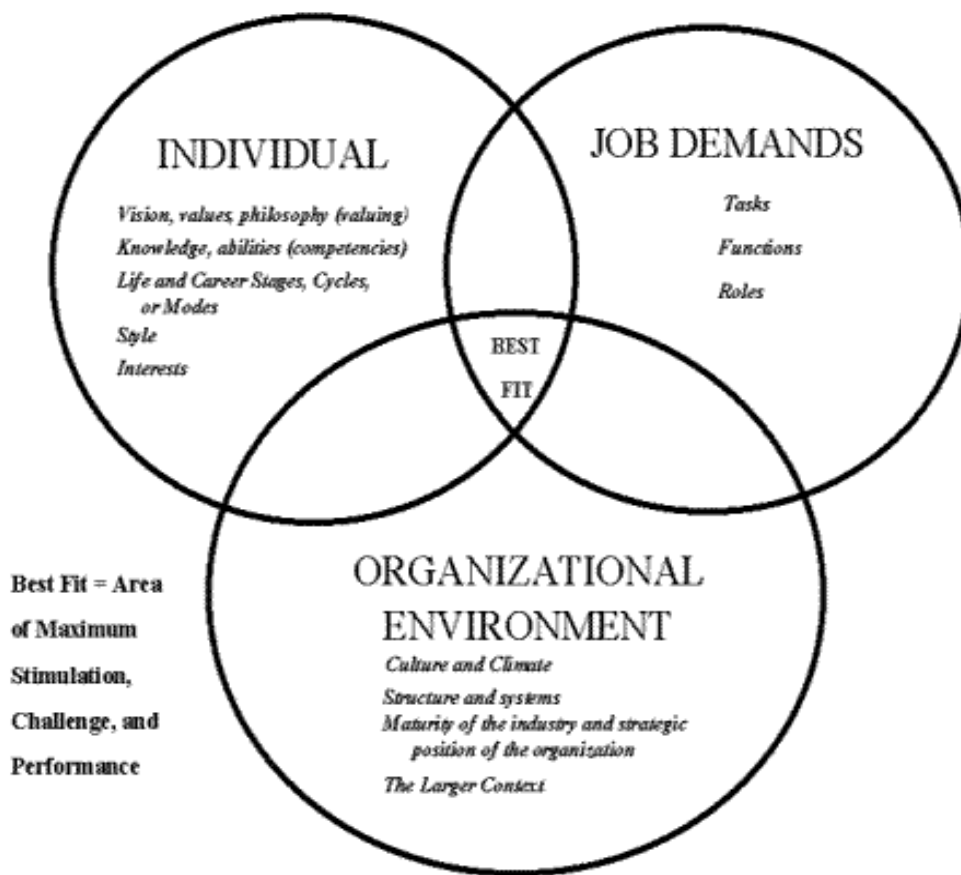 INDIVIDUAL
Vision, values, philosophy (valuing)
Knowledge, abilities (competencies)
Life and Career Stages, Cycles,
or Modes
Style
Interests
JOB DEMANDS
Tasks
Functions
Roles
BEST
FIT
ORGANIZATIONAL
ENVIRONMENT
Culture and Climate
Structure and systems
Maturity of the industry and strategic
position of the organization
The Larger Context
Best Fit = Area
of Maximum
Stimulation,
Challenge, and
Performance